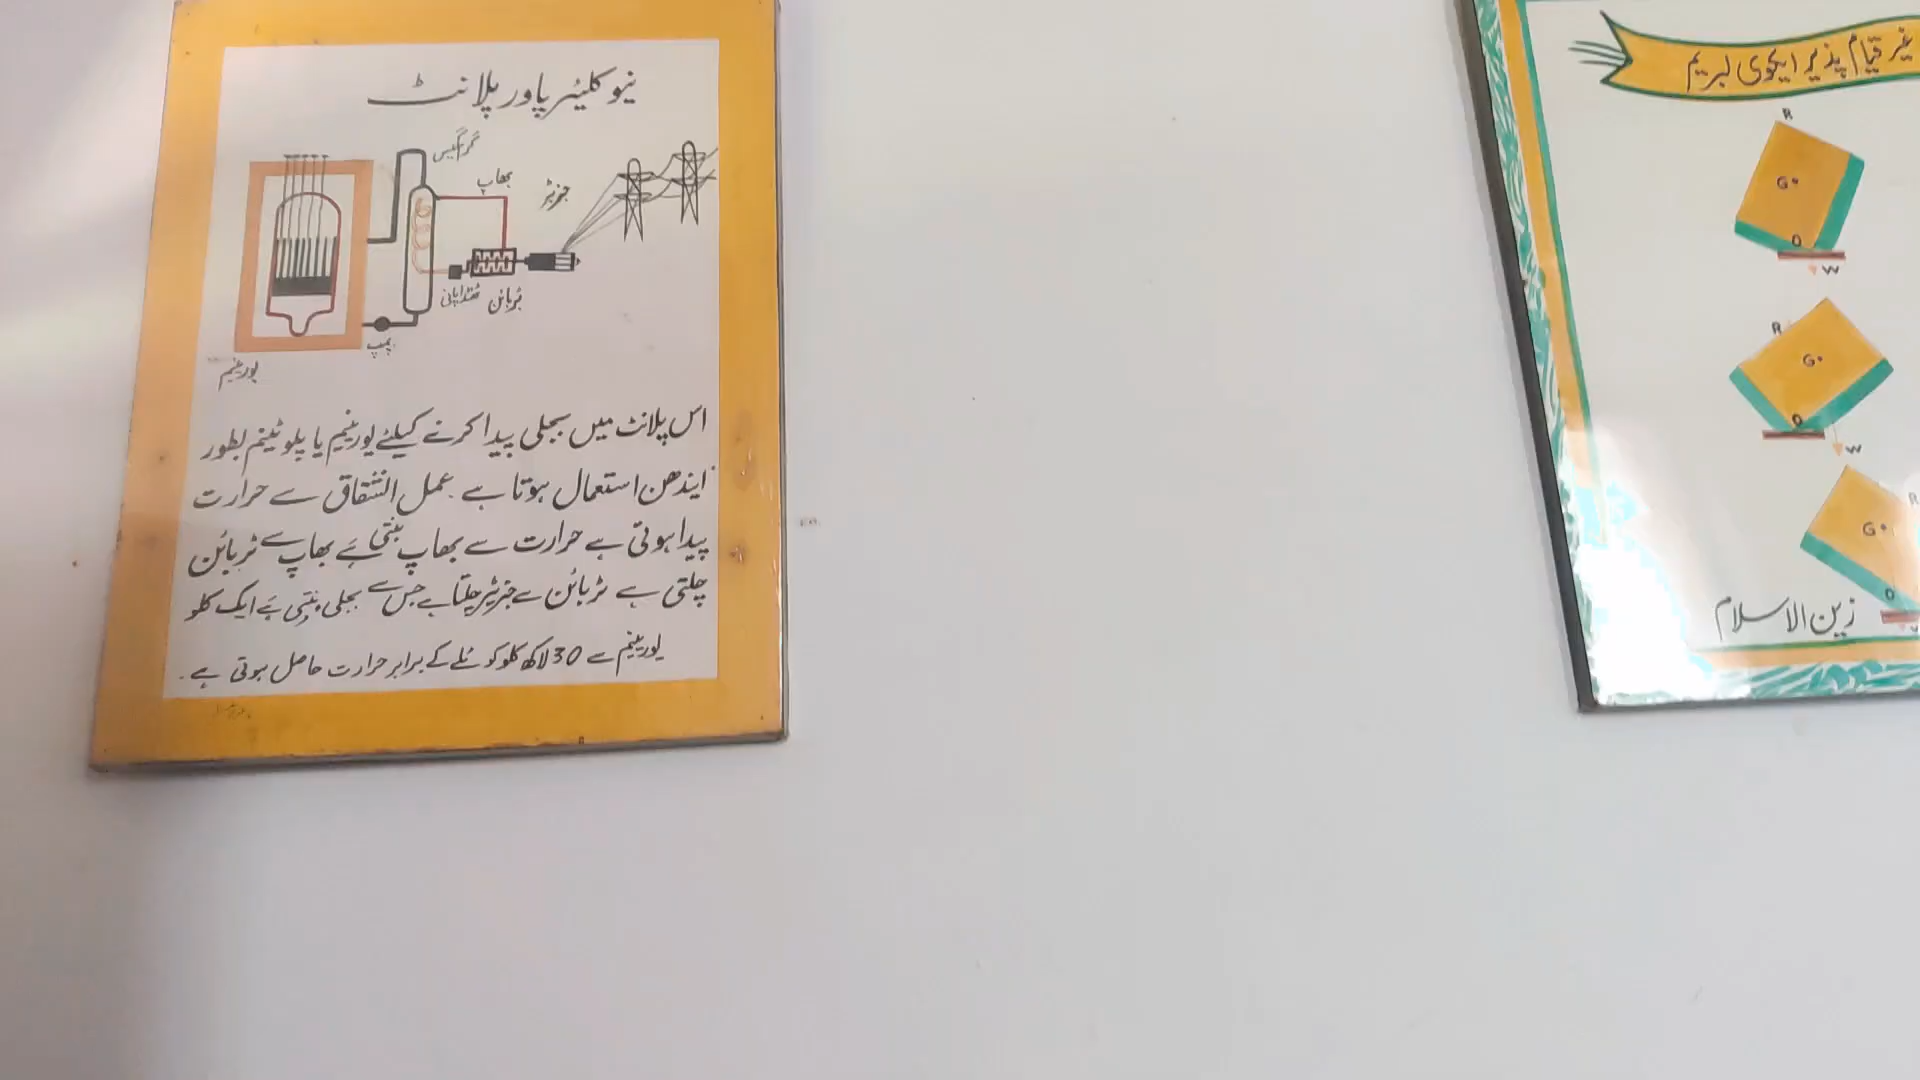 نیوکلیئر پاور پلانٹ
گرم گیس
بھاپ
جنریٹر
ٹھنڈا پانی
ٹربائن
پمپ
یورینیم
اس پلانٹ میں بجلی پیدا کرنے کیلئے یورینیم یا پلوٹینیم بطور
ایندھن استعمال ہوتا ہے۔ عمل انشقاق سے حرارت
پیدا ہوتی ہے حرارت سے بھاپ بنتی ہے بھاپ سے ٹربائن
چلتی ہے ٹربائن سے جنریٹر چلتا ہے جس سے بجلی بنتی ہے ایک کلو
یورینیم سے 30 لاکھ کلو کوئلے کے برابر حرارت حاصل ہوتی ہے۔
غیر قیام پذیر ایکوی لبریم
R
G
O
W
R
G
O
W
R
G
O
زین الاسلام